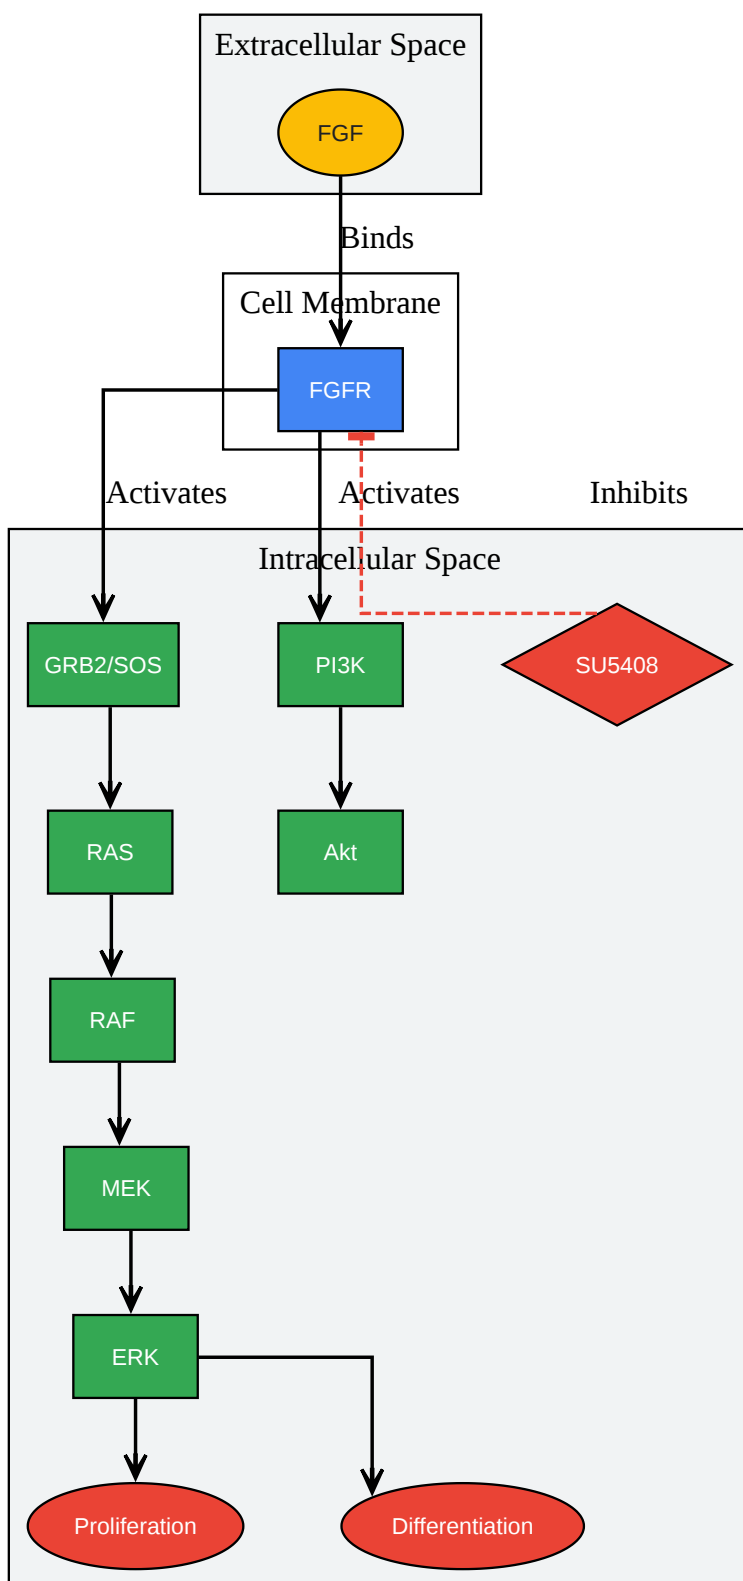 Extracellular Space
FGF
Binds
Cell Membrane
FGFR
Activates
Activates
Inhibits
Intracellular Space
GRB2/SOS
PI3K
SU5408
RAS
Akt
RAF
MEK
ERK
Proliferation
Differentiation